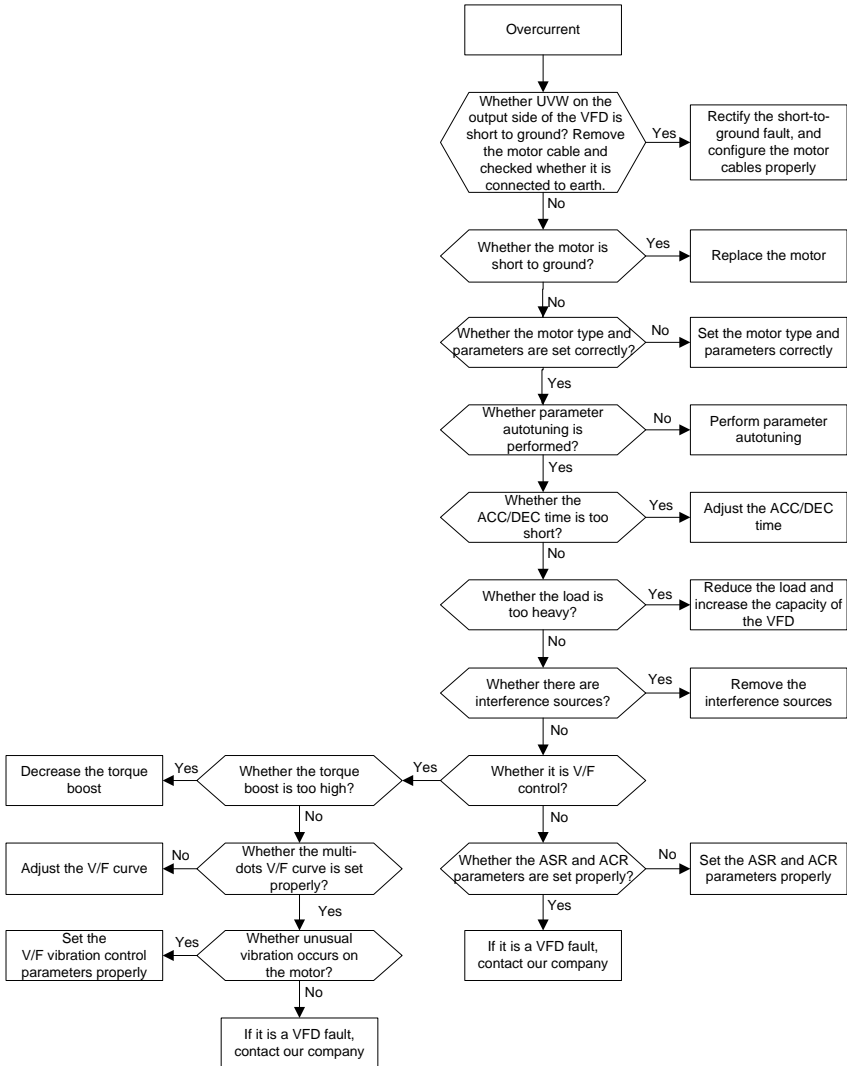 Overcurrent
Whether UVW on the
output side of the VFD is
short to ground? Remove
the motor cable and
checked whether it is
connected to earth.
Yes
Rectify the short-to-
ground fault, and
configure the motor
cables properly
No
Whether the motor is
short to ground?
Yes
Replace the motor
No
Whether the motor type and
parameters are set correctly?
No
Set the motor type and
parameters correctly
Yes
Whether parameter
autotuning is
performed?
No
Perform parameter
autotuning
Yes
Whether the
ACC/DEC time is too
short?
Yes
Adjust the ACC/DEC
time
No
Whether the load is
too heavy?
Yes
Reduce the load and
increase the capacity of
the VFD
No
Whether there are
interference sources?
Yes
Remove the
interference sources
No
Whether it is V/F
control?
Yes
Whether the torque
boost is too high?
Yes
Decrease the torque
boost
No
Whether the multi-
dots V/F curve is set
properly?
No
Adjust the V/F curve
Yes
Whether unusual
vibration occurs on
the motor?
Yes
Set the
V/F vibration control
parameters properly
No
If it is a VFD fault,
contact our company
No
Whether the ASR and ACR
parameters are set properly?
No
Set the ASR and ACR
parameters properly
Yes
If it is a VFD fault,
contact our company